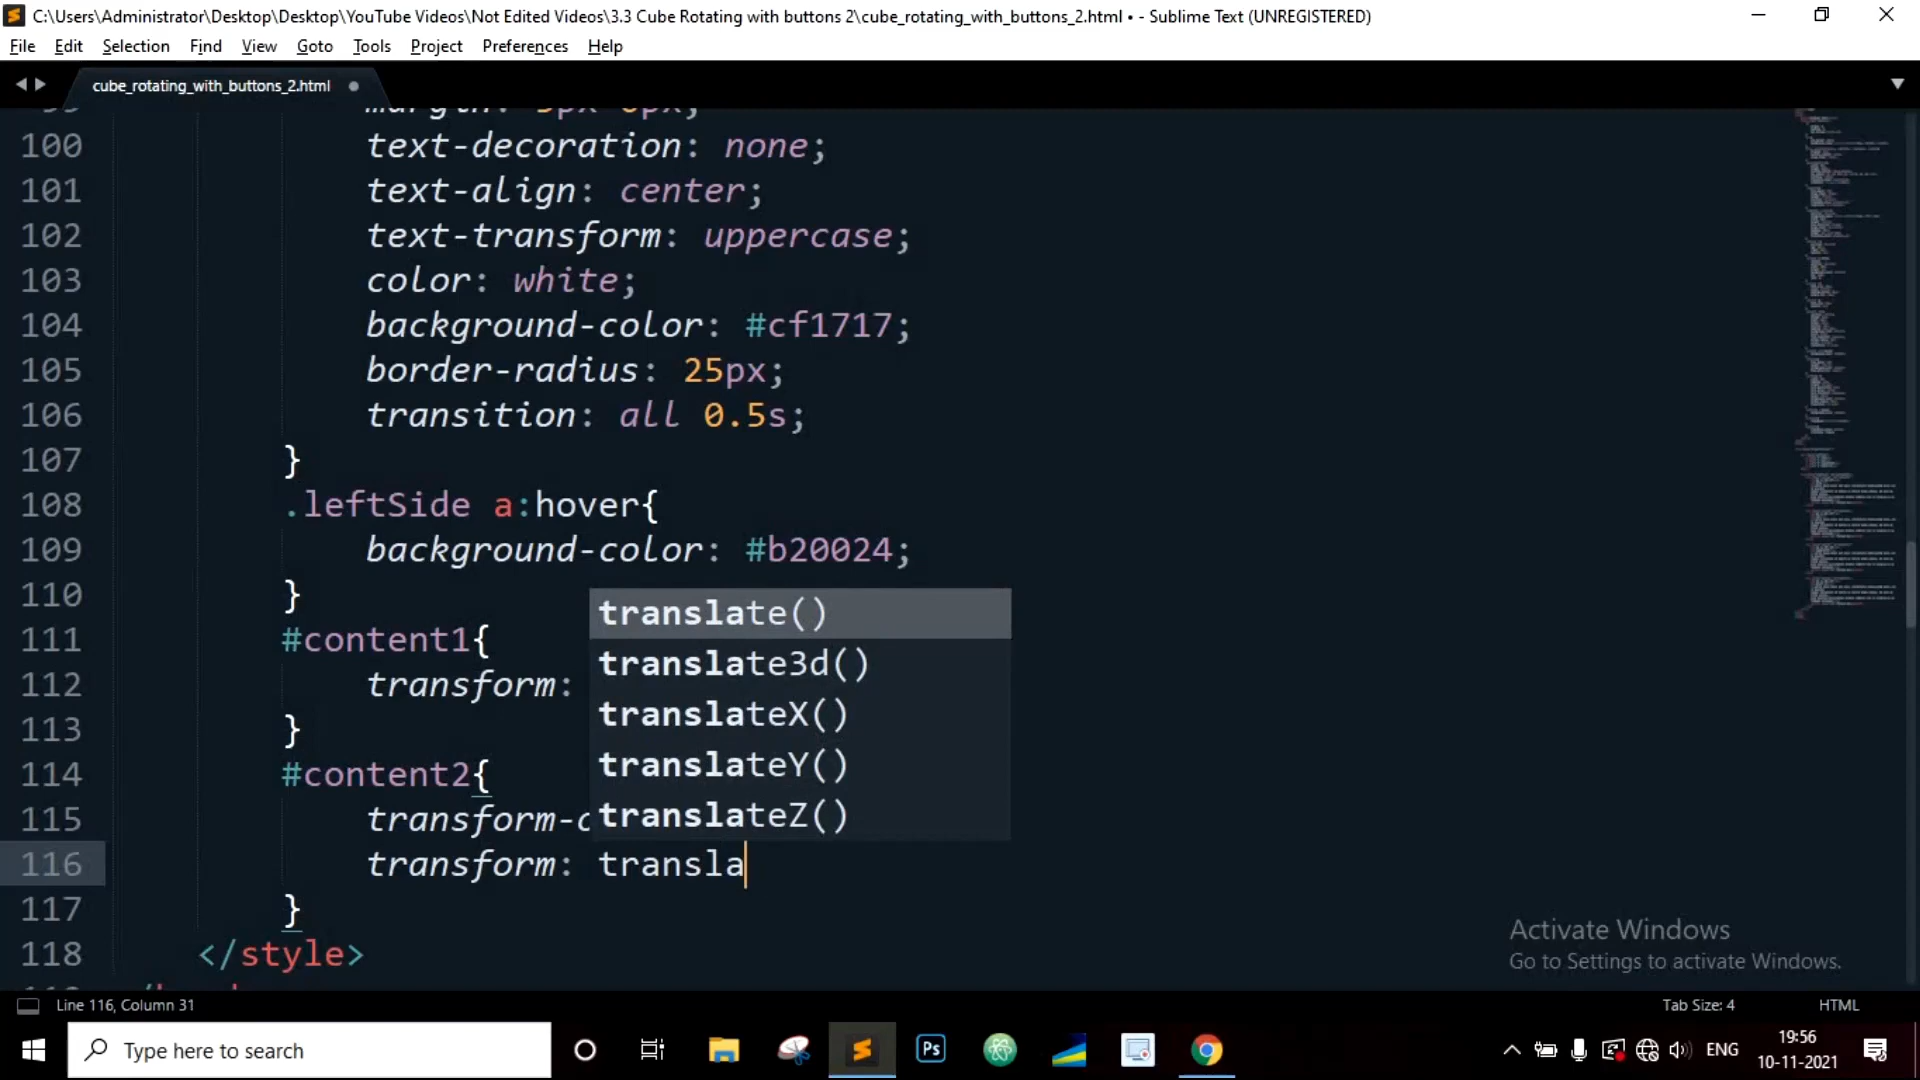 C:\Users\Administrator\Desktop\Desktop\YouTube Videos\Not Edited Videos\3.3 Cube Rotating with buttons 2\cube_rotating_with_buttons_2.html • - Sublime Text (UNREGISTERED)
File Edit Selection Find View Goto Tools Project Preferences Help
cube_rotating_with_buttons_2.html
100 text-decoration: none;
101 text-align: center;
102 text-transform: uppercase;
103 color: white;
104 background-color: #cf1717;
105 border-radius: 25px;
106 transition: all 0.5s;
107 }
108 .leftSide a:hover{
109 background-color: #b20024;
110 }
translate()
111 #content1{
translate3d()
112 transform:
translateX()
113 }
translateY()
114 #content2{
translateZ()
115 transform-
116 transform: transla
117 }
118 </style>
Activate Windows
Go to Settings to activate Windows.
Line 116, Column 31 Tab Size: 4 HTML
Type here to search
Ps
ENG
19:56
10-11-2021